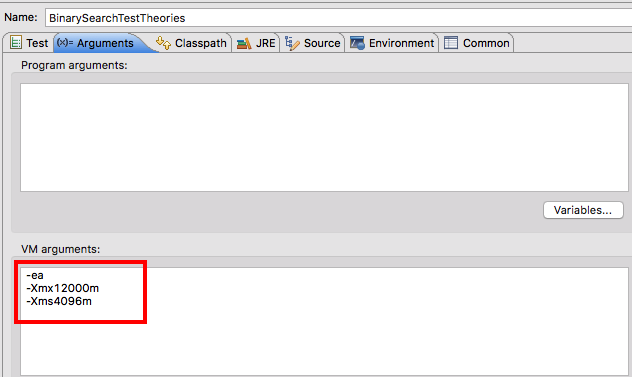 Name: BinarySearchTestTheories
Test (x)= Arguments Classpath JRE Source Environment Common
Program arguments:
Variables...
VM arguments:
-ea
-Xmx12000m
-Xms4096m